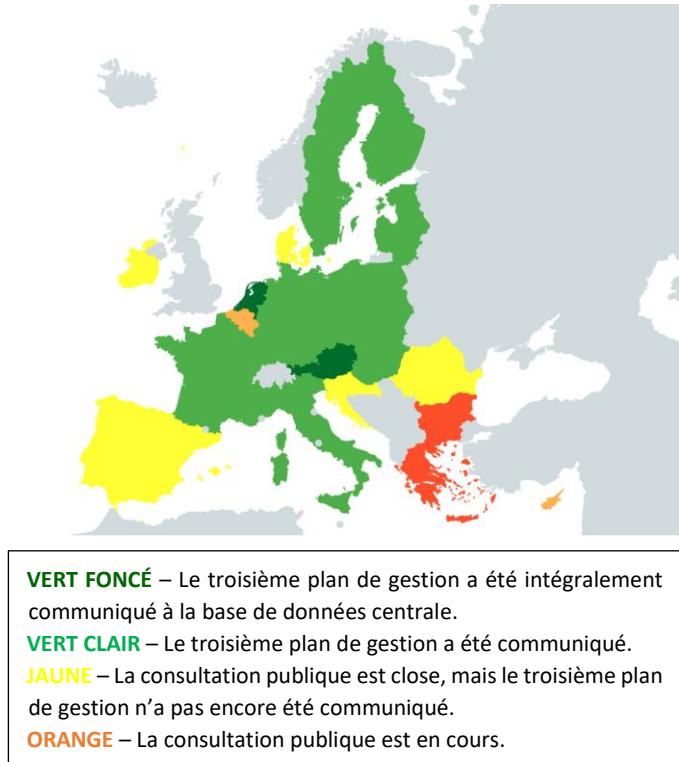 VERT FONCÉ – Le troisième plan de gestion a été intégralement
communiqué à la base de données centrale.
VERT CLAIR – Le troisième plan de gestion a été communiqué.
JAUNE – La consultation publique est close, mais le troisième plan
de gestion n’a pas encore été communiqué.
ORANGE – La consultation publique est en cours.